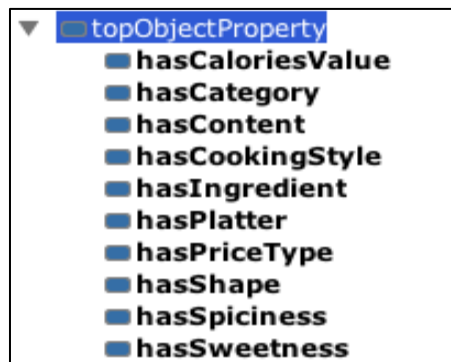 topObjectProperty
hasCaloriesValue
hasCategory
hasContent
hasCookingStyle
hasIngredient
hasPlatter
hasPriceType
hasShape
hasSpiciness
hasSweetness